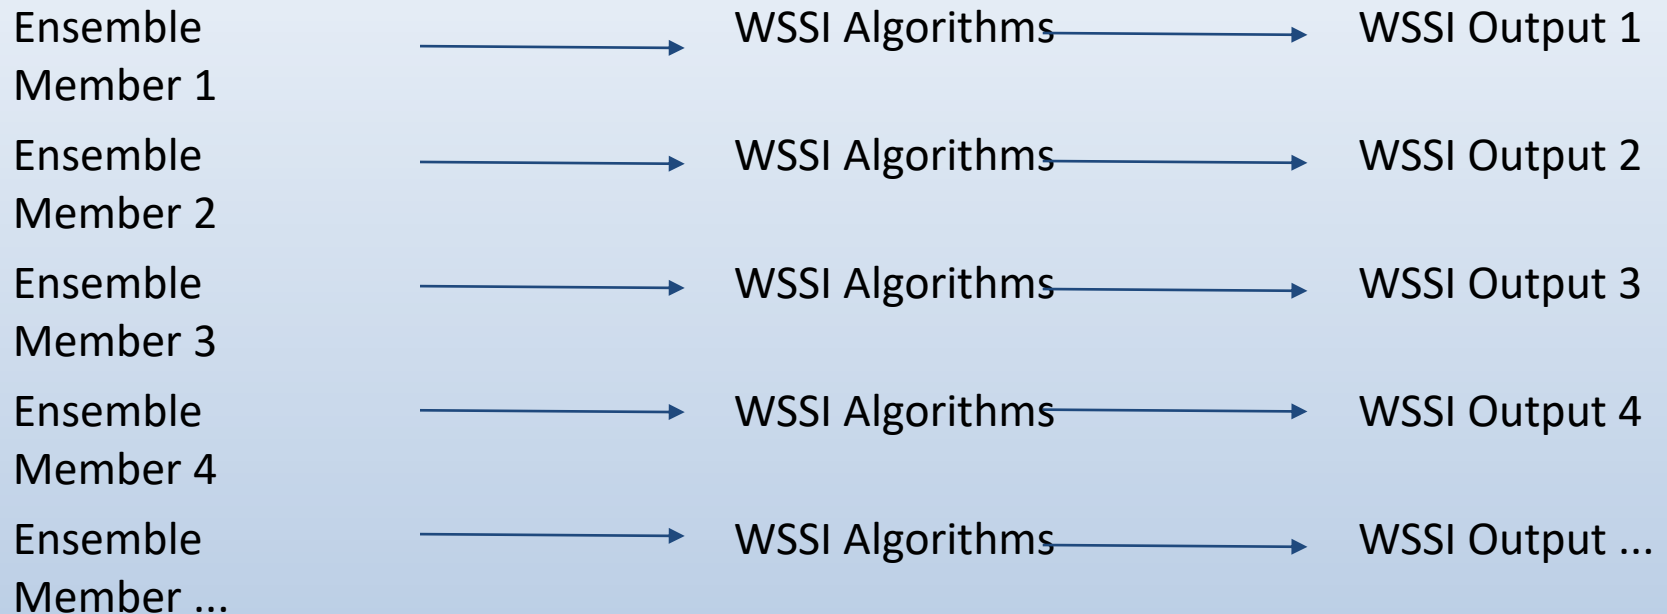 Ensemble Member 1 WSSI Algorithms WSSI Output 1
Ensemble Member 2 WSSI Algorithms WSSI Output 2
Ensemble Member 3 WSSI Algorithms WSSI Output 3
Ensemble Member 4 WSSI Algorithms WSSI Output 4
Ensemble Member ... WSSI Algorithms WSSI Output ...